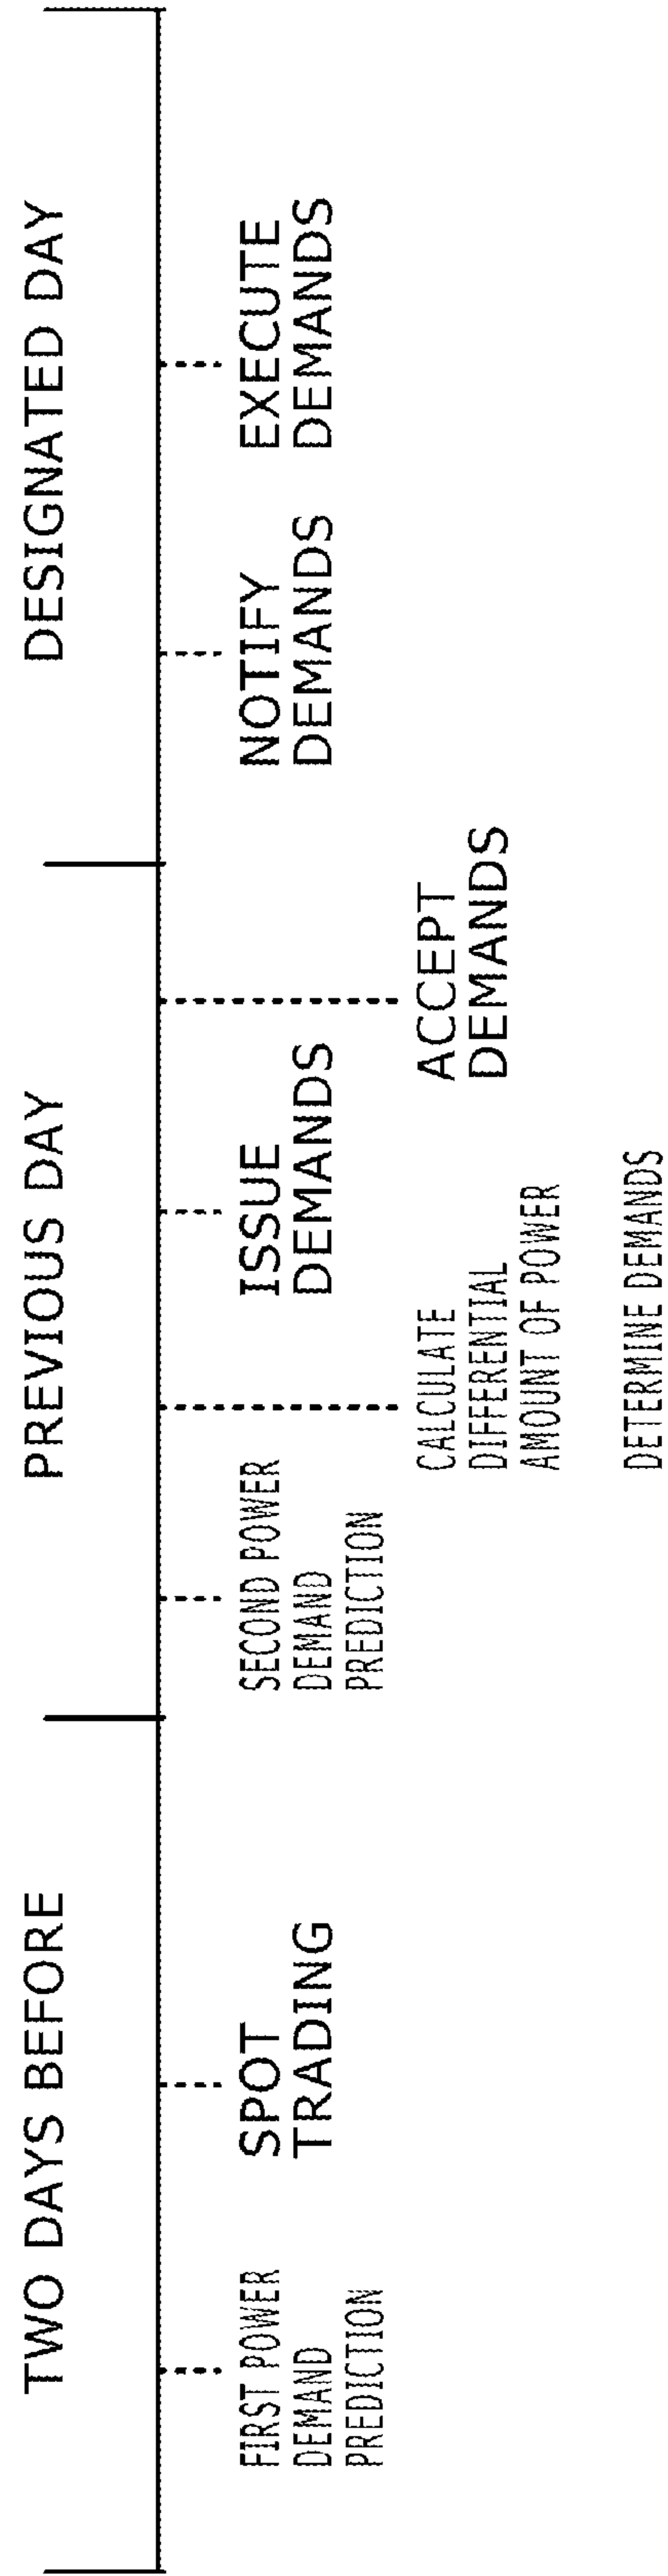 TWO DAYS BEFORE
PREVIOUS DAY
DESIGNATED DAY
FIRST POWER
DEMAND
PREDICTION
SPOT
TRADING
SECOND POWER
DEMAND
PREDICTION
CALCULATE
DIFFERENTIAL
AMOUNT OF POWER
DETERMINE DEMANDS
ISSUE
DEMANDS
ACCEPT
DEMANDS
NOTIFY
DEMANDS
EXECUTE
DEMANDS